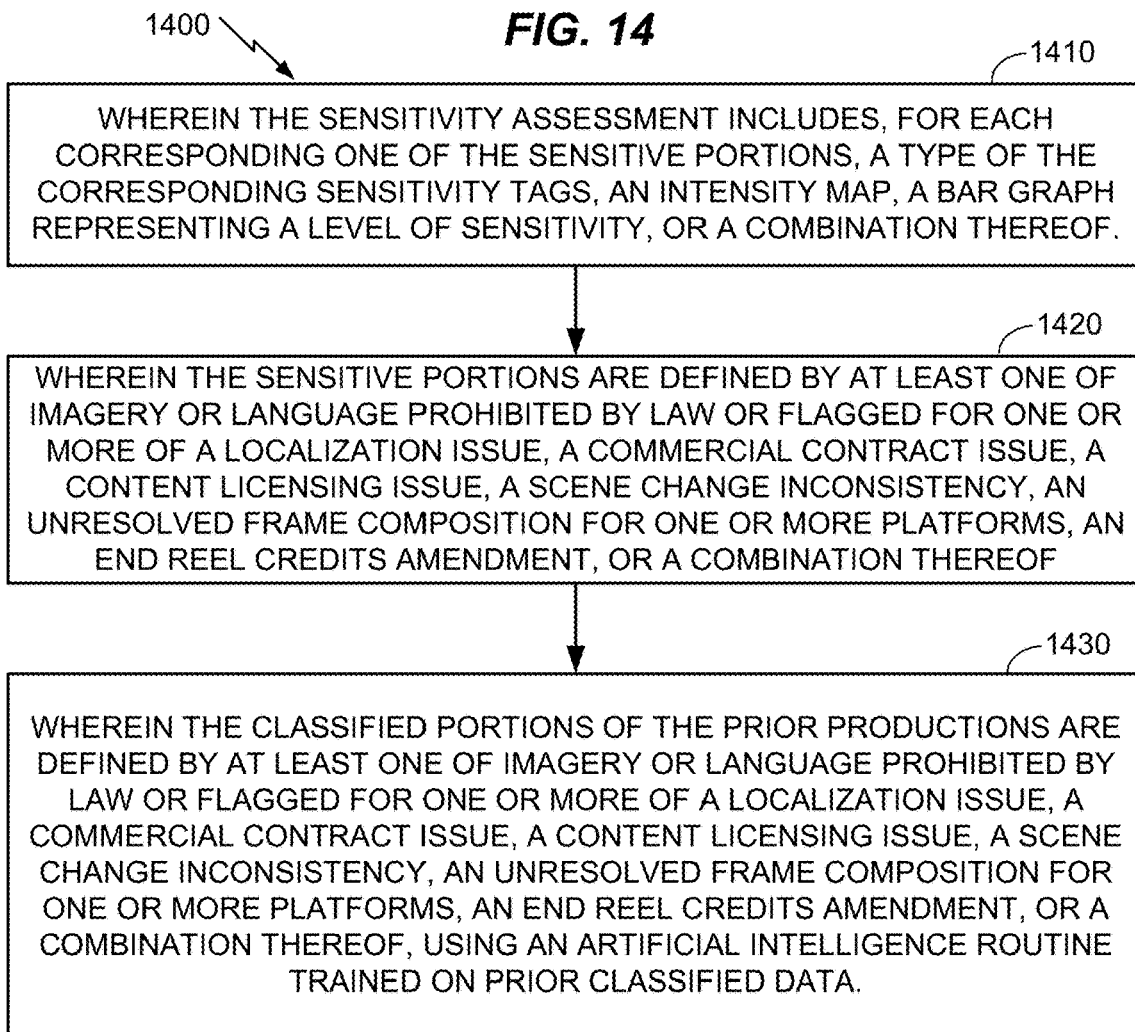 1400
FIG. 14
1410
WHEREIN THE SENSITIVITY ASSESSMENT INCLUDES, FOR EACH
CORRESPONDING ONE OF THE SENSITIVE PORTIONS, A TYPE OF THE
CORRESPONDING SENSITIVITY TAGS, AN INTENSITY MAP, A BAR GRAPH
REPRESENTING A LEVEL OF SENSITIVITY, OR A COMBINATION THEREOF.
1420
WHEREIN THE SENSITIVE PORTIONS ARE DEFINED BY AT LEAST ONE OF
IMAGERY OR LANGUAGE PROHIBITED BY LAW OR FLAGGED FOR ONE OR
MORE OF A LOCALIZATION ISSUE, A COMMERCIAL CONTRACT ISSUE, A
CONTENT LICENSING ISSUE, A SCENE CHANGE INCONSISTENCY, AN
UNRESOLVED FRAME COMPOSITION FOR ONE OR MORE PLATFORMS, AN
END REEL CREDITS AMENDMENT, OR A COMBINATION THEREOF
1430
WHEREIN THE CLASSIFIED PORTIONS OF THE PRIOR PRODUCTIONS ARE
DEFINED BY AT LEAST ONE OF IMAGERY OR LANGUAGE PROHIBITED BY
LAW OR FLAGGED FOR ONE OR MORE OF A LOCALIZATION ISSUE, A
COMMERCIAL CONTRACT ISSUE, A CONTENT LICENSING ISSUE, A SCENE
CHANGE INCONSISTENCY, AN UNRESOLVED FRAME COMPOSITION FOR
ONE OR MORE PLATFORMS, AN END REEL CREDITS AMENDMENT, OR A
COMBINATION THEREOF, USING AN ARTIFICIAL INTELLIGENCE ROUTINE
TRAINED ON PRIOR CLASSIFIED DATA.